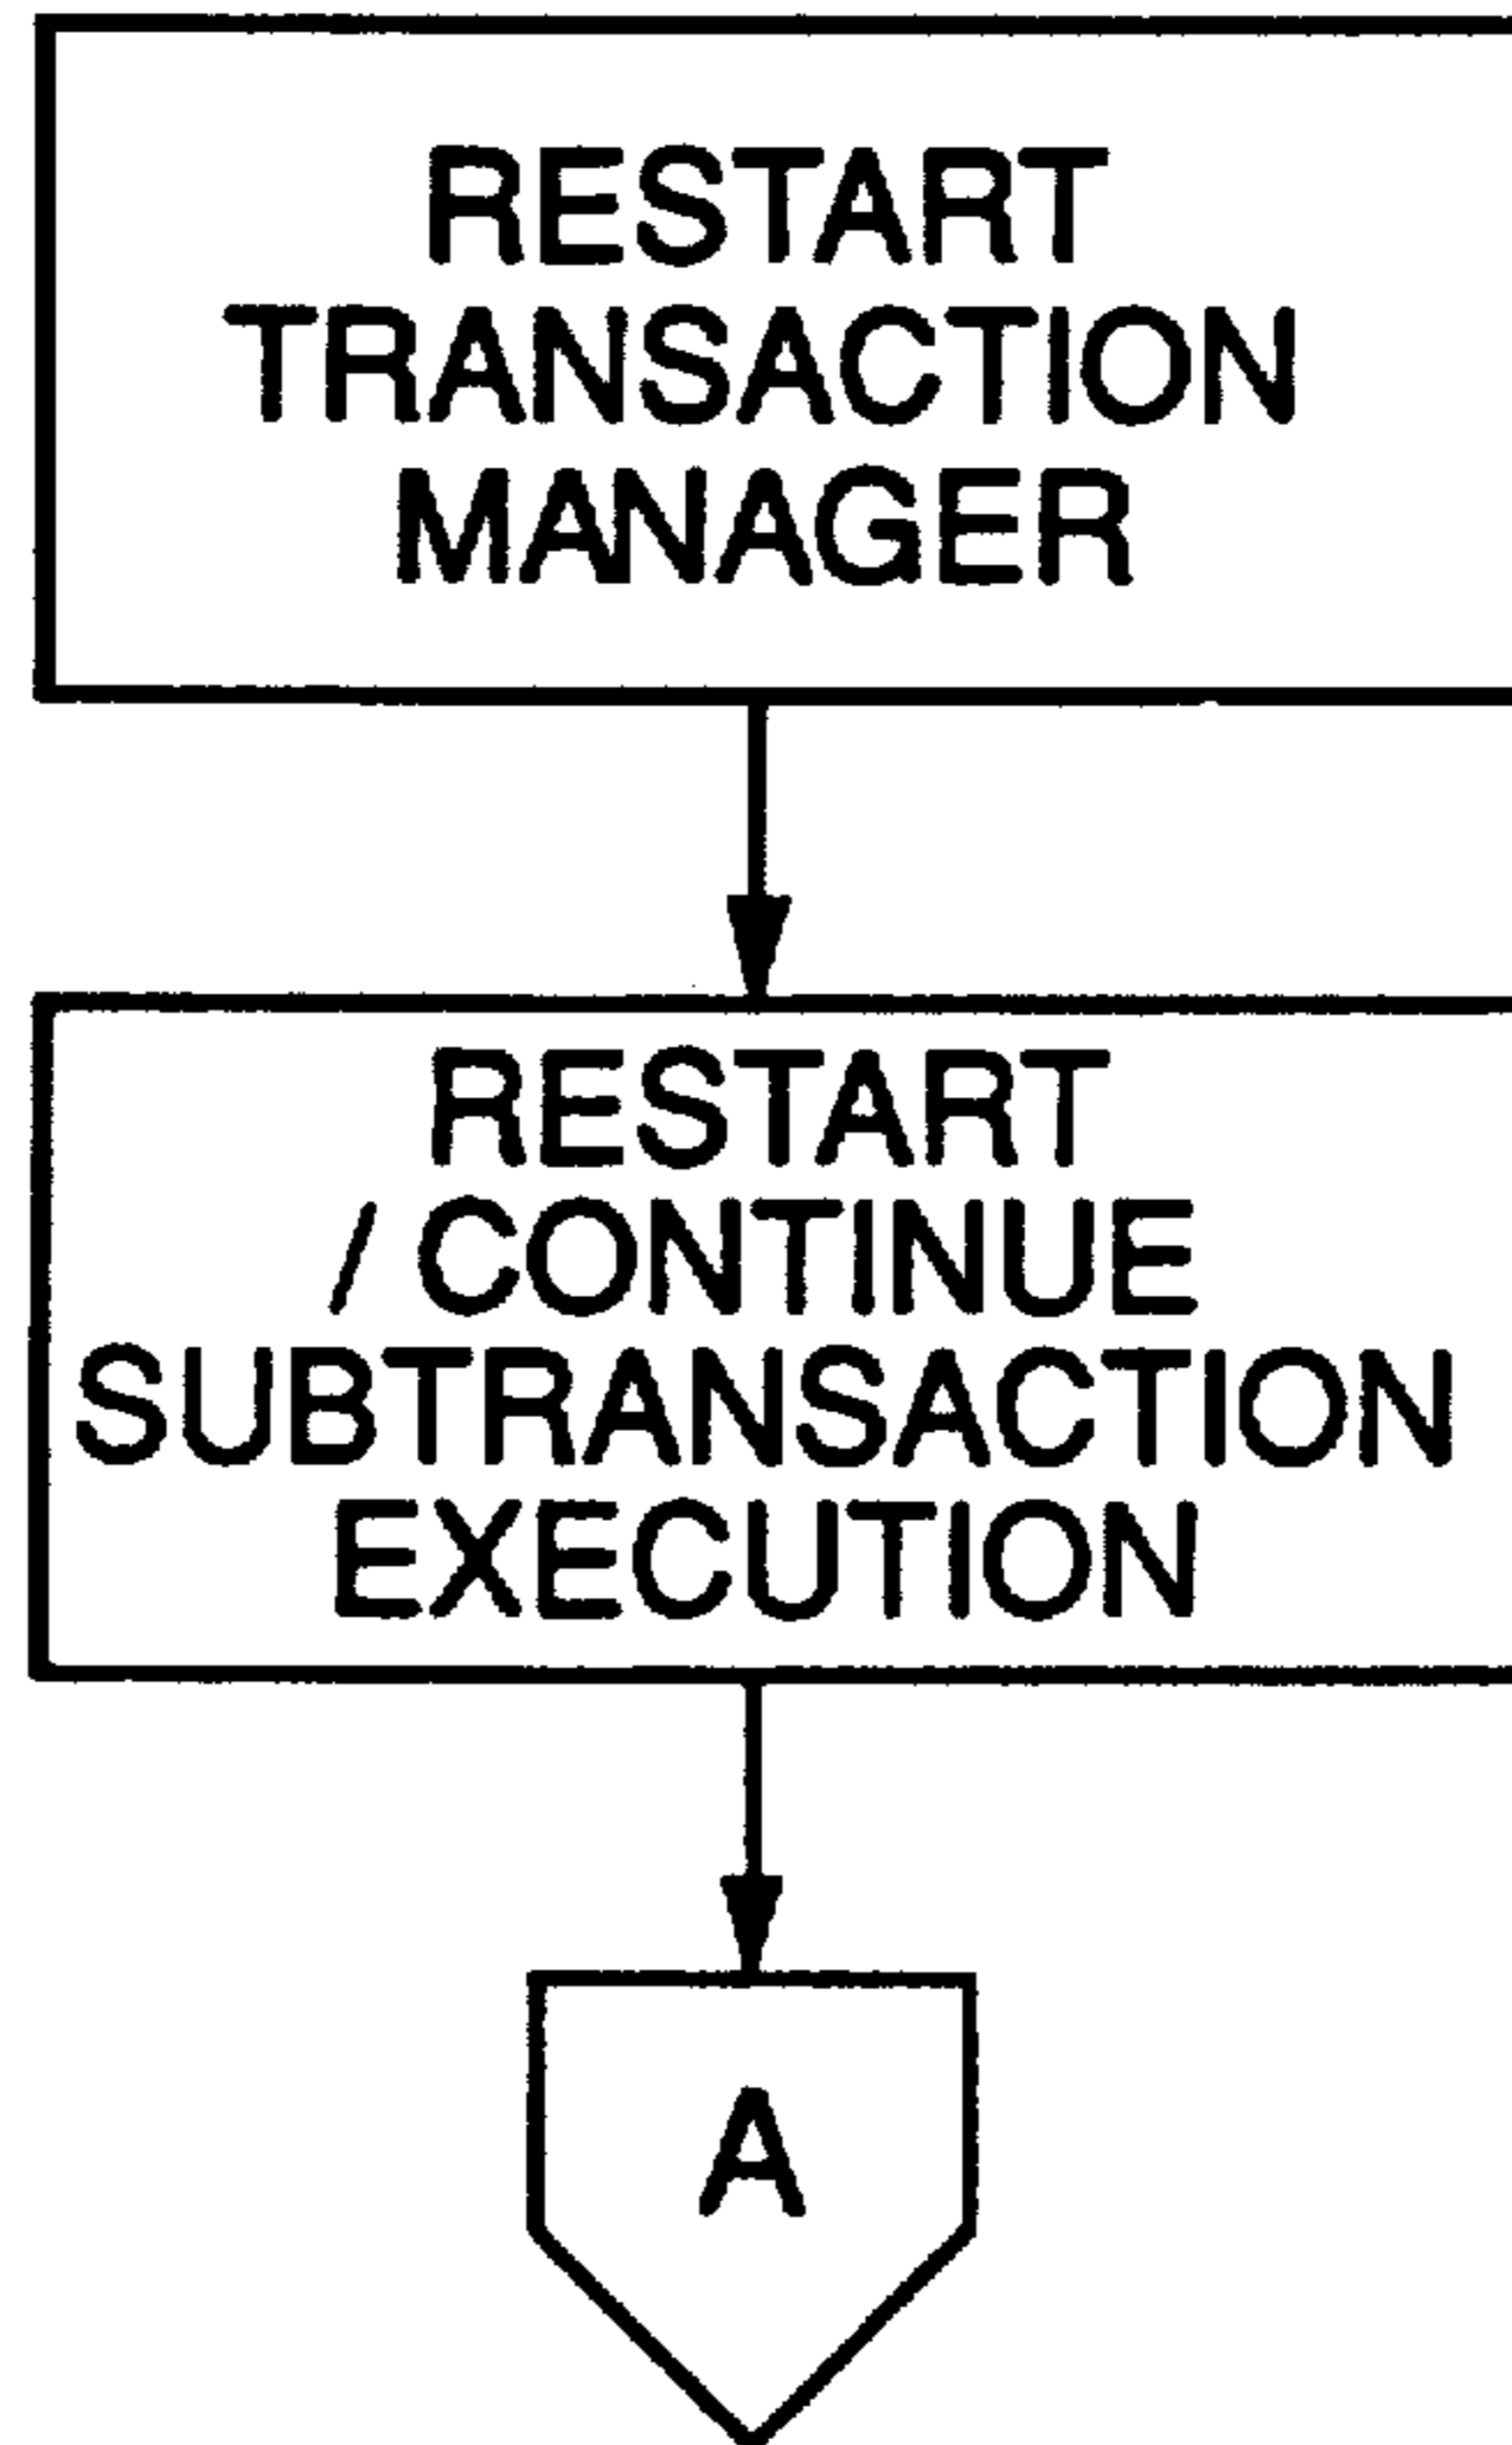 RESTART
TRANSACTION
MANAGER
RESTART
/ CONTINUE
SUBTRANSACTION
EXECUTION
A